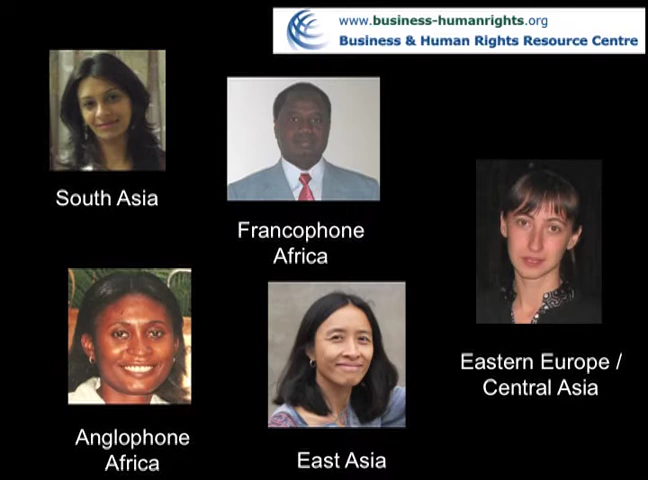 www.business-humanrights.org
Business & Human Rights Resource Centre
South Asia
Francophone
Africa
Eastern Europe /
Central Asia
Anglophone
Africa
East Asia